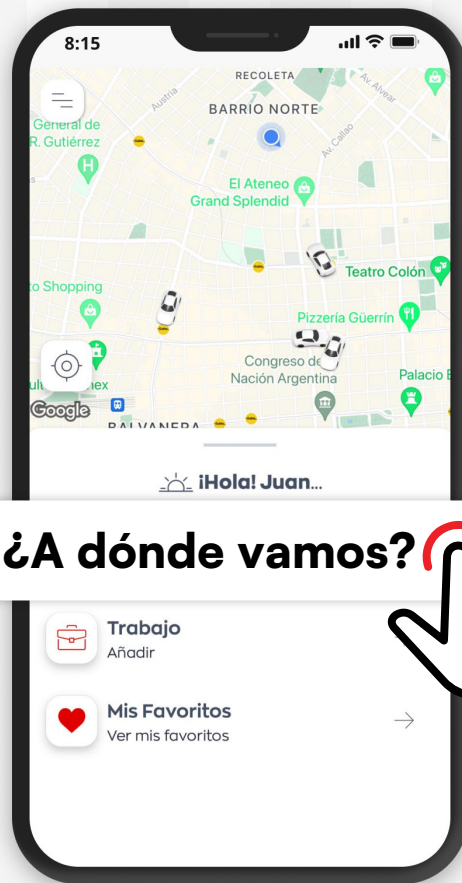 8:15
RECOLETA
Austria
Av. Alvear
BARRIO NORTE
General de
R. Gutiérrez
Av. Callao
H
El Ateneo
Grand Splendid
Teatro Colón
to Shopping
Pizzería Güerrín
Congreso de
Nación Argentina
Palacio B
Google
BALVANERA
¡Hola! Juan...
¿A dónde vamos?
Trabajo
Añadir
Mis Favoritos
Ver mis favoritos